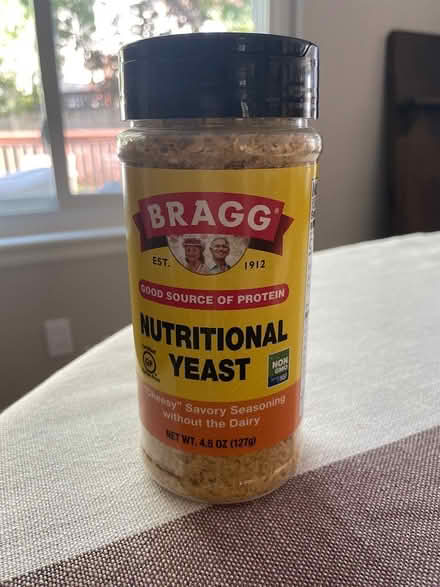 BRAGG®
EST. 1912
GOOD SOURCE OF PROTEIN
NUTRITIONAL
YEAST
GF
NON
GMO
"Cheesy" Savory Seasoning
without the Dairy
NET WT. 4.5 OZ (127g)